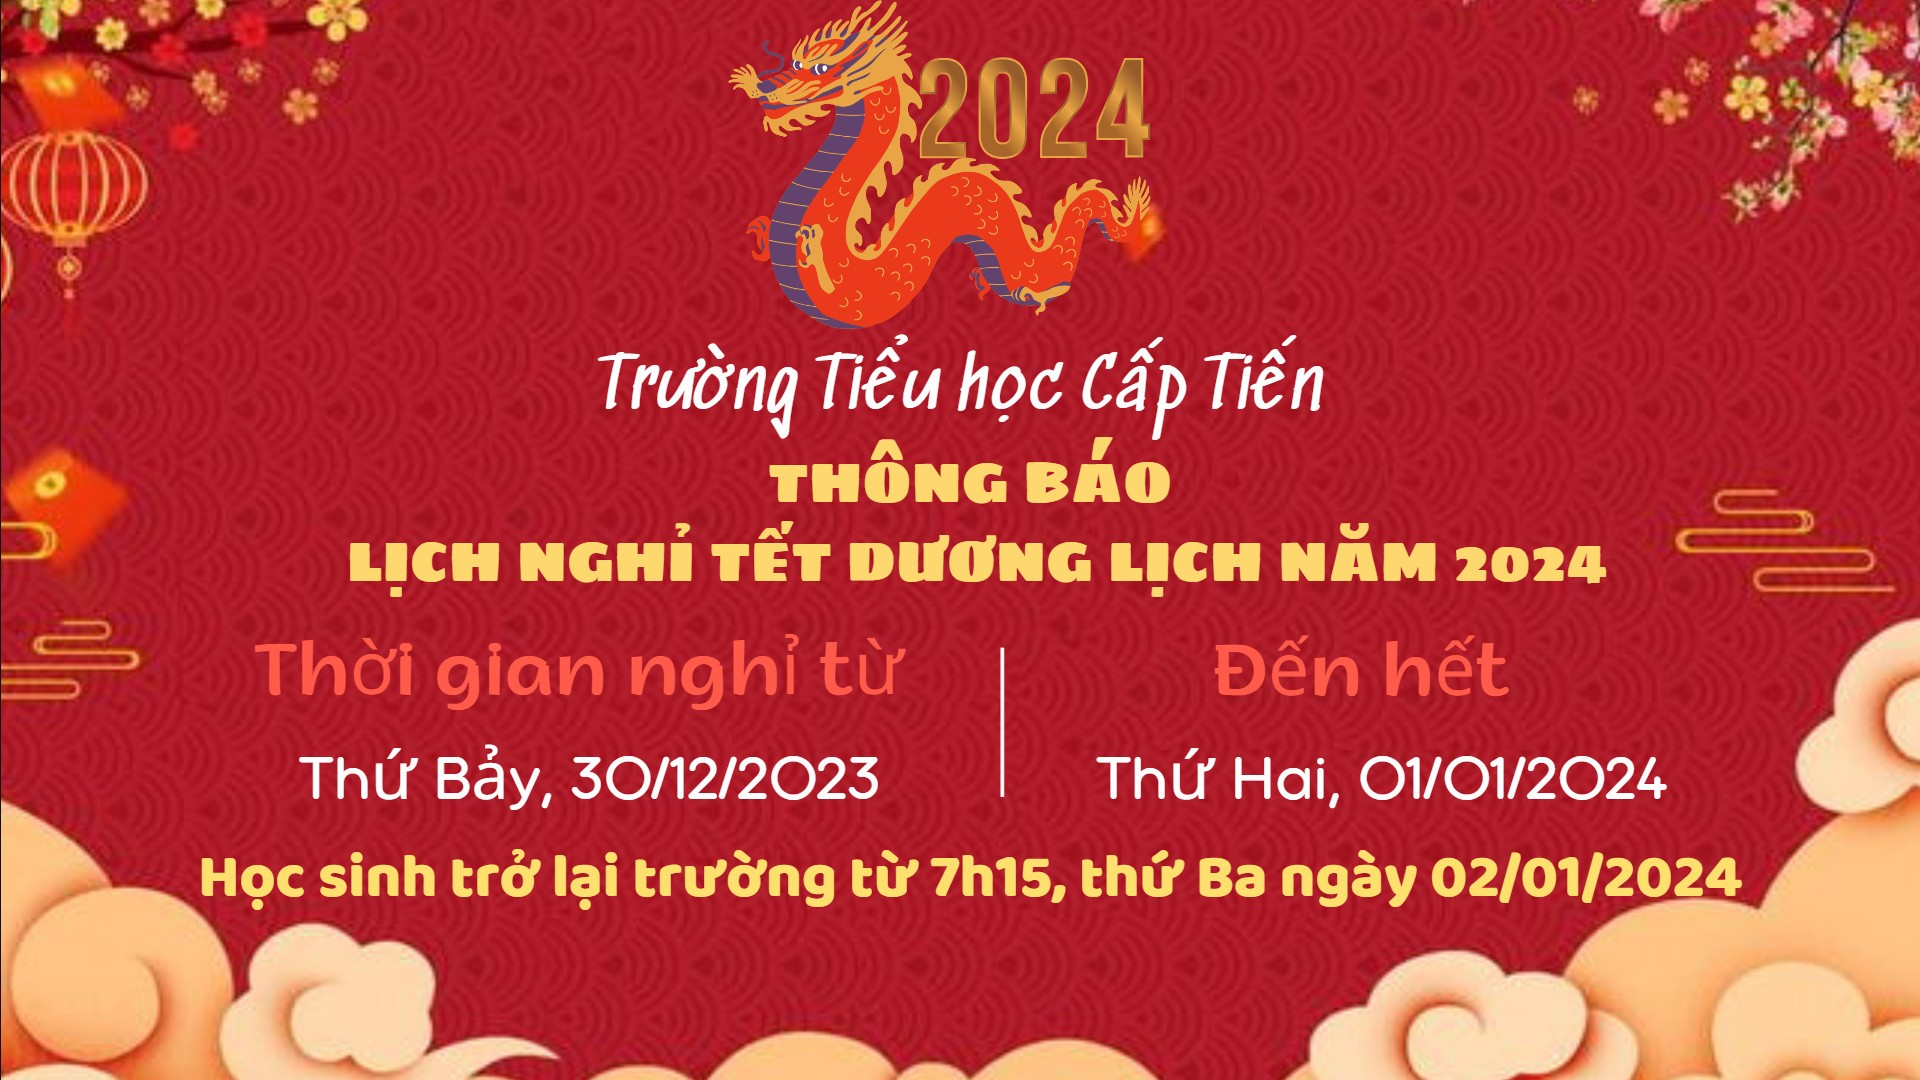 2024
Trường Tiểu học Cấp Tiến
THÔNG BÁO
LỊCH NGHỈ TẾT DƯƠNG LỊCH NĂM 2024
Thời gian nghỉ từ
Đến hết
Thứ Bảy, 30/12/2023
Thứ Hai, 01/01/2024
Học sinh trở lại trường từ 7h15, thứ Ba ngày 02/01/2024